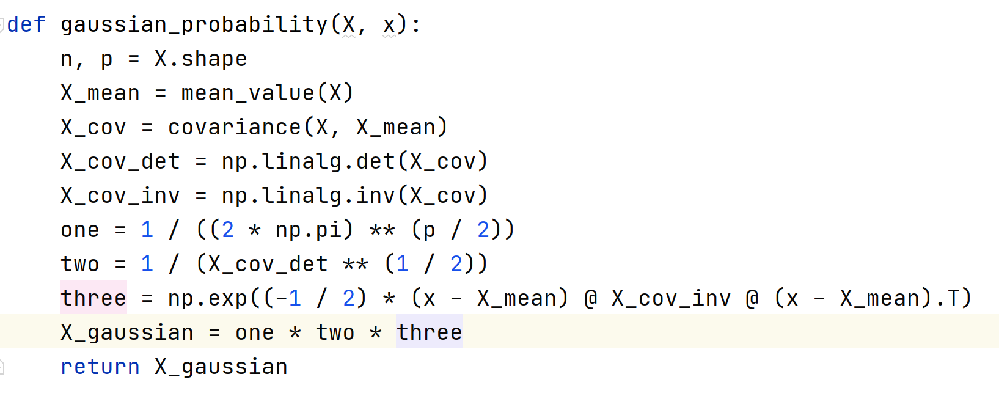 def gaussian_probability(X, x):
    n, p = X.shape
    X_mean = mean_value(X)
    X_cov = covariance(X, X_mean)
    X_cov_det = np.linalg.det(X_cov)
    X_cov_inv = np.linalg.inv(X_cov)
    one = 1 / ((2 * np.pi) ** (p / 2))
    two = 1 / (X_cov_det ** (1 / 2))
    three = np.exp((-1 / 2) * (x - X_mean) @ X_cov_inv @ (x - X_mean).T)
    X_gaussian = one * two * three
    return X_gaussian